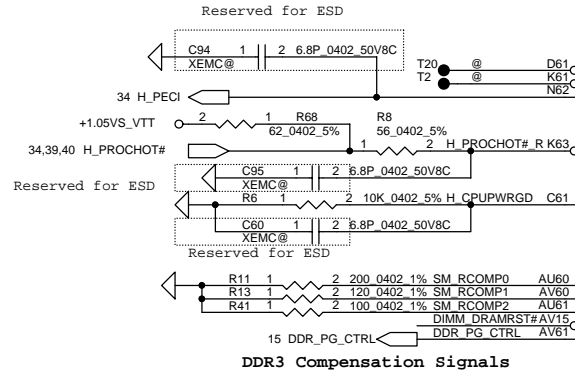 Reserved for ESD
C94 1 2 6.8P_0402_50V8C
XEMC@
T20 @ D61
T2 @ K61
N62
34 H_PECI
+1.05VS_VTT 2 1 R68
62_0402_5%
R8
56_0402_5%
34,39,40 H_PROCHOT# 1 2 H_PROCHOT#_R K63
C95 1 2 6.8P_0402_50V8C
XEMC@
Reserved for ESD
R6 1 2 10K_0402_5% H_CPUPWRGD C61
C60 1 2 6.8P_0402_50V8C
XEMC@
Reserved for ESD
R11 1 2 200_0402_1% SM_RCOMP0 AU60
R13 1 2 120_0402_1% SM_RCOMP1 AV60
R41 1 2 100_0402_1% SM_RCOMP2 AU61
DIMM_DRAMRST# AV15
15 DDR_PG_CTRL DDR_PG_CTRL AV61
DDR3 Compensation Signals